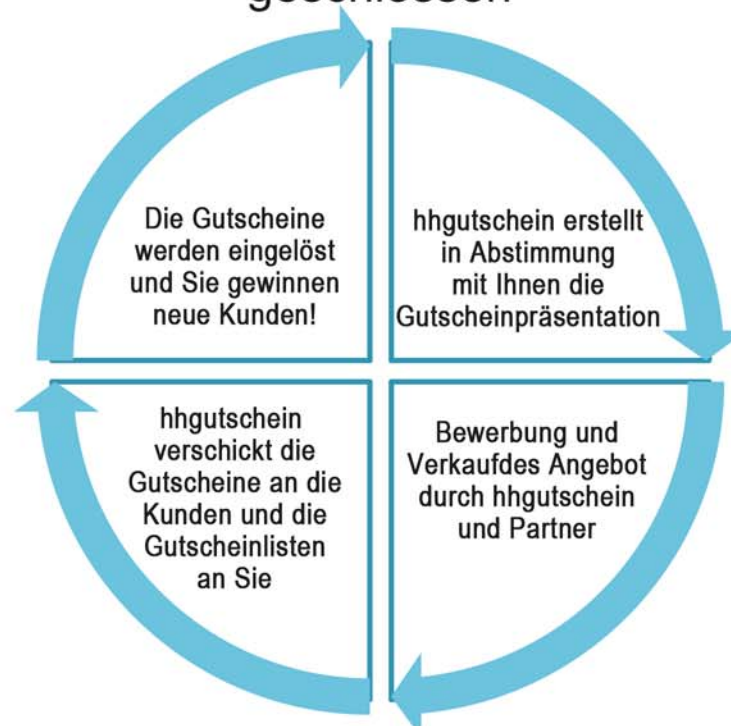 geschlossen
Die Gutscheine
werden eingelöst
und Sie gewinnen
neue Kunden!
hhgutschein erstellt
in Abstimmung
mit Ihnen die
Gutscheinpräsentation
hhgutschein
verschickt die
Gutscheine an die
Kunden und die
Gutscheinlisten
an Sie
Bewerbung und
Verkaufdes Angebot
durch hhgutschein
und Partner